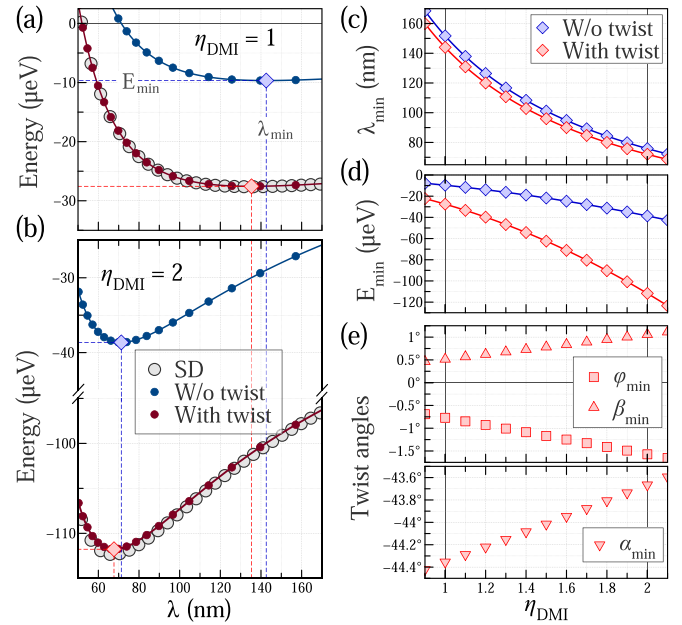 (a)
0
−10
−20
−30
Energy (μeV)
η_DMI = 1
E_min
λ_min
(b)
−30
−40
−100
−110
Energy (μeV)
η_DMI = 2
SD
W/o twist
With twist
60 80 100 120 140 160
λ (nm)
(c)
160
140
120
100
80
λ_min (nm)
W/o twist
With twist
(d)
0
−20
−40
−60
−80
−100
−120
E_min (μeV)
(e)
1°
0.5°
0°
−0.5°
−1°
−1.5°
φ_min
β_min
Twist angles
−43.6°
−44°
−44.2°
−44.4°
α_min
1 1.2 1.4 1.6 1.8 2
η_DMI